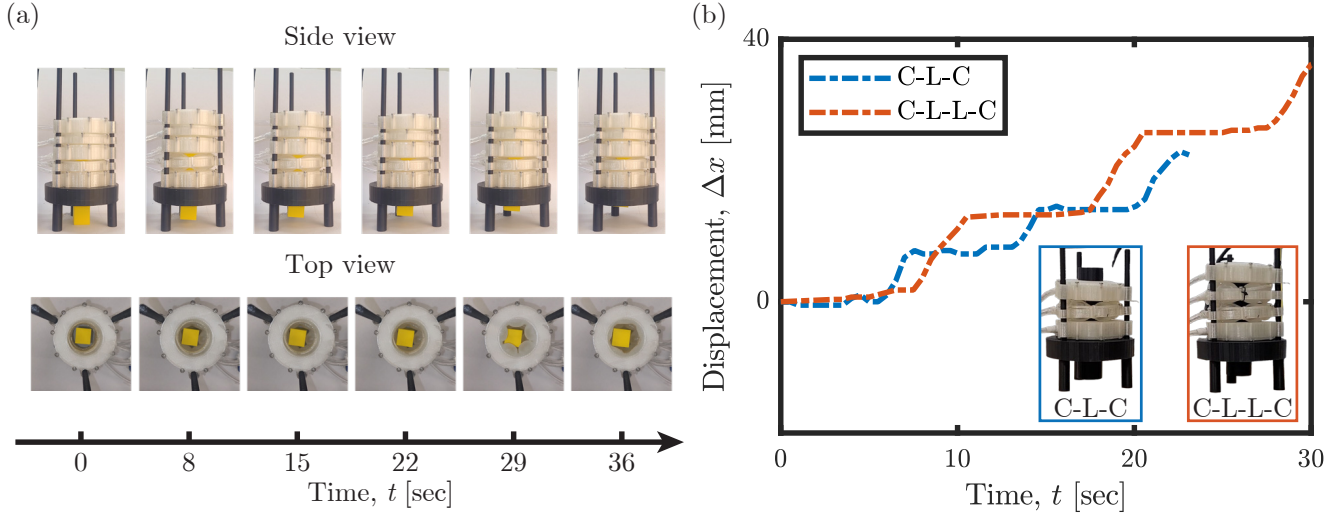 (a)
Side view
Top view
0 8 15 22 29 36
Time, t [sec]
(b)
Displacement, Δx [mm]
40
0
C-L-C
C-L-L-C
C-L-C
C-L-L-C
0 10 20 30
Time, t [sec]